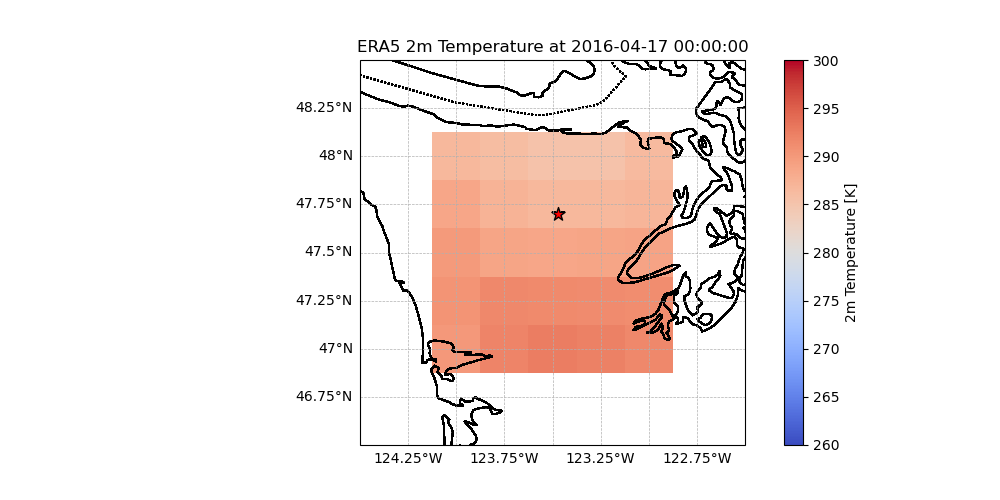 ERA5 2m Temperature at 2016-04-17 00:00:00
48.25°N
48°N
47.75°N
47.5°N
47.25°N
47°N
46.75°N
124.25°W
123.75°W
123.25°W
122.75°W
300
295
290
285
280
275
270
265
260
2m Temperature [K]